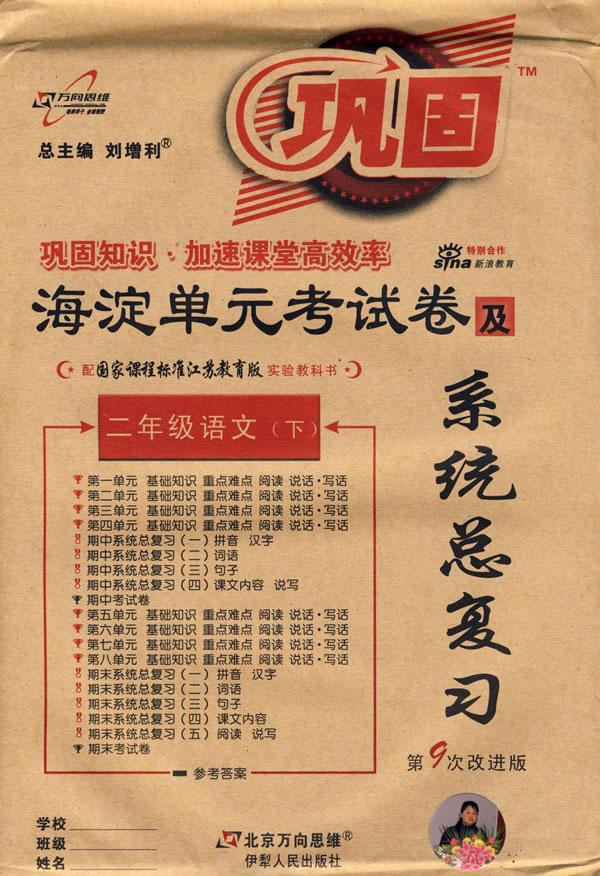 万向思维
总主编 刘增利®
巩固™
巩固知识·加速课堂高效率
特别合作
sina 新浪教育
海淀单元考试卷及
系统总复习
配国家课程标准江苏教育版 实验教科书
二年级语文（下）
第一单元 基础知识 重点难点 阅读 说话·写话
第二单元 基础知识 重点难点 阅读 说话·写话
第三单元 基础知识 重点难点 阅读 说话·写话
第四单元 基础知识 重点难点 阅读 说话·写话
期中系统总复习（一）拼音 汉字
期中系统总复习（二）词语
期中系统总复习（三）句子
期中系统总复习（四）课文内容 说写
期中考试卷
第五单元 基础知识 重点难点 阅读 说话·写话
第六单元 基础知识 重点难点 阅读 说话·写话
第七单元 基础知识 重点难点 阅读 说话·写话
第八单元 基础知识 重点难点 阅读 说话·写话
期末系统总复习（一）拼音 汉字
期末系统总复习（二）词语
期末系统总复习（三）句子
期末系统总复习（四）课文内容
期末系统总复习（五）阅读 说写
期末考试卷
参考答案
第9次改进版
学校
班级
姓名
北京万向思维®
伊犁人民出版社